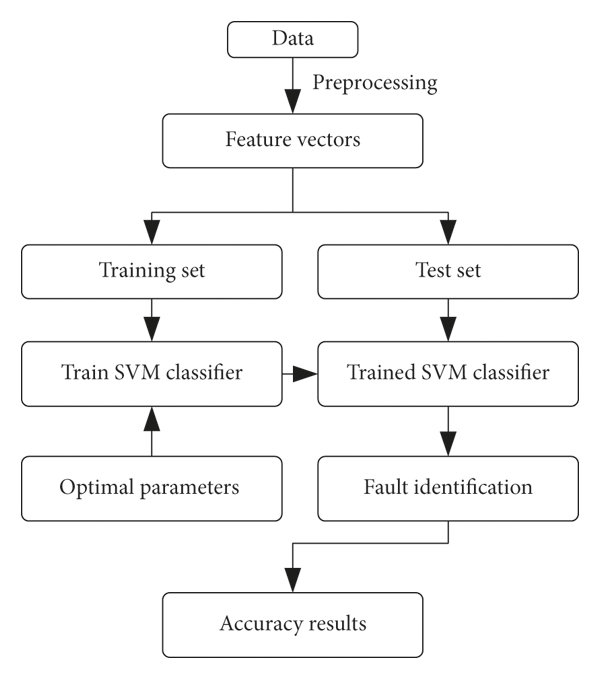 Data
Preprocessing
Feature vectors
Training set
Test set
Train SVM classifier
Trained SVM classifier
Optimal parameters
Fault identification
Accuracy results